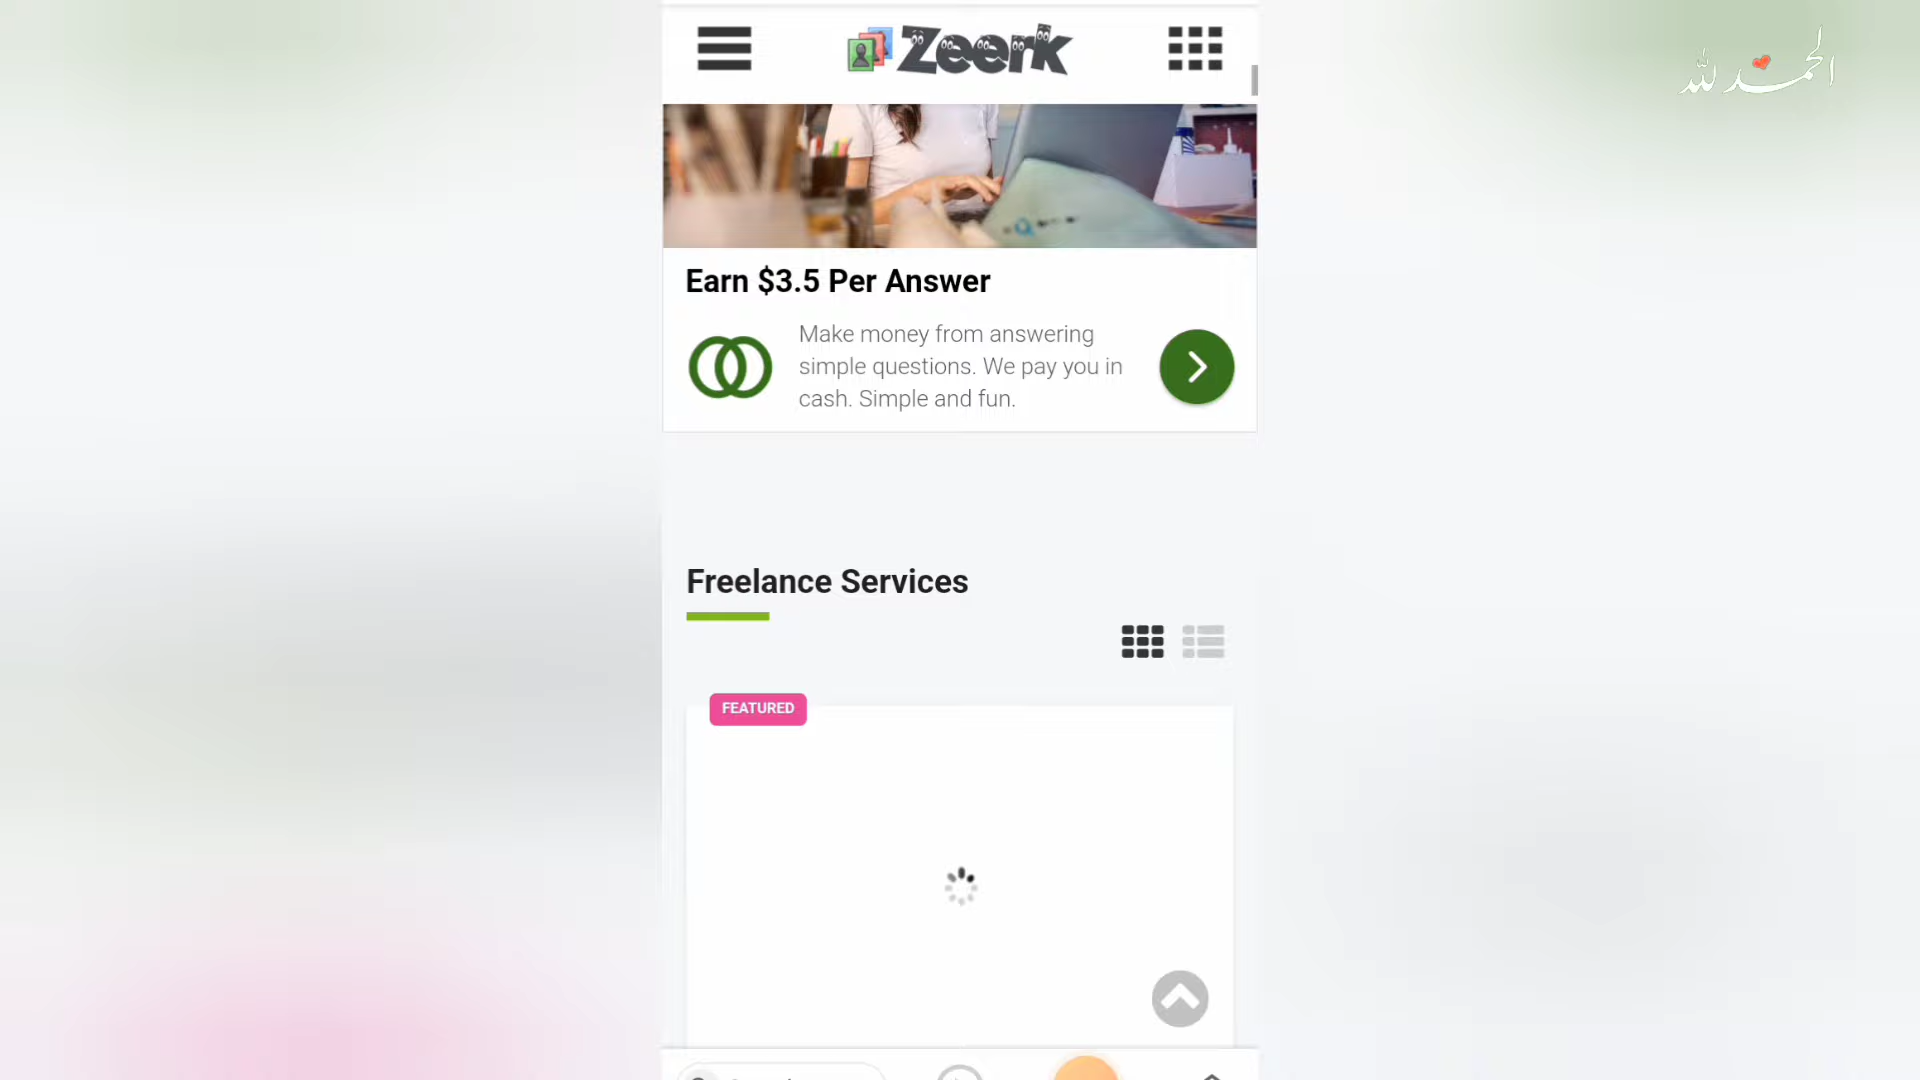 Zeerk
الحمد لله
Earn $3.5 Per Answer
Make money from answering
simple questions. We pay you in
cash. Simple and fun.
Freelance Services
FEATURED